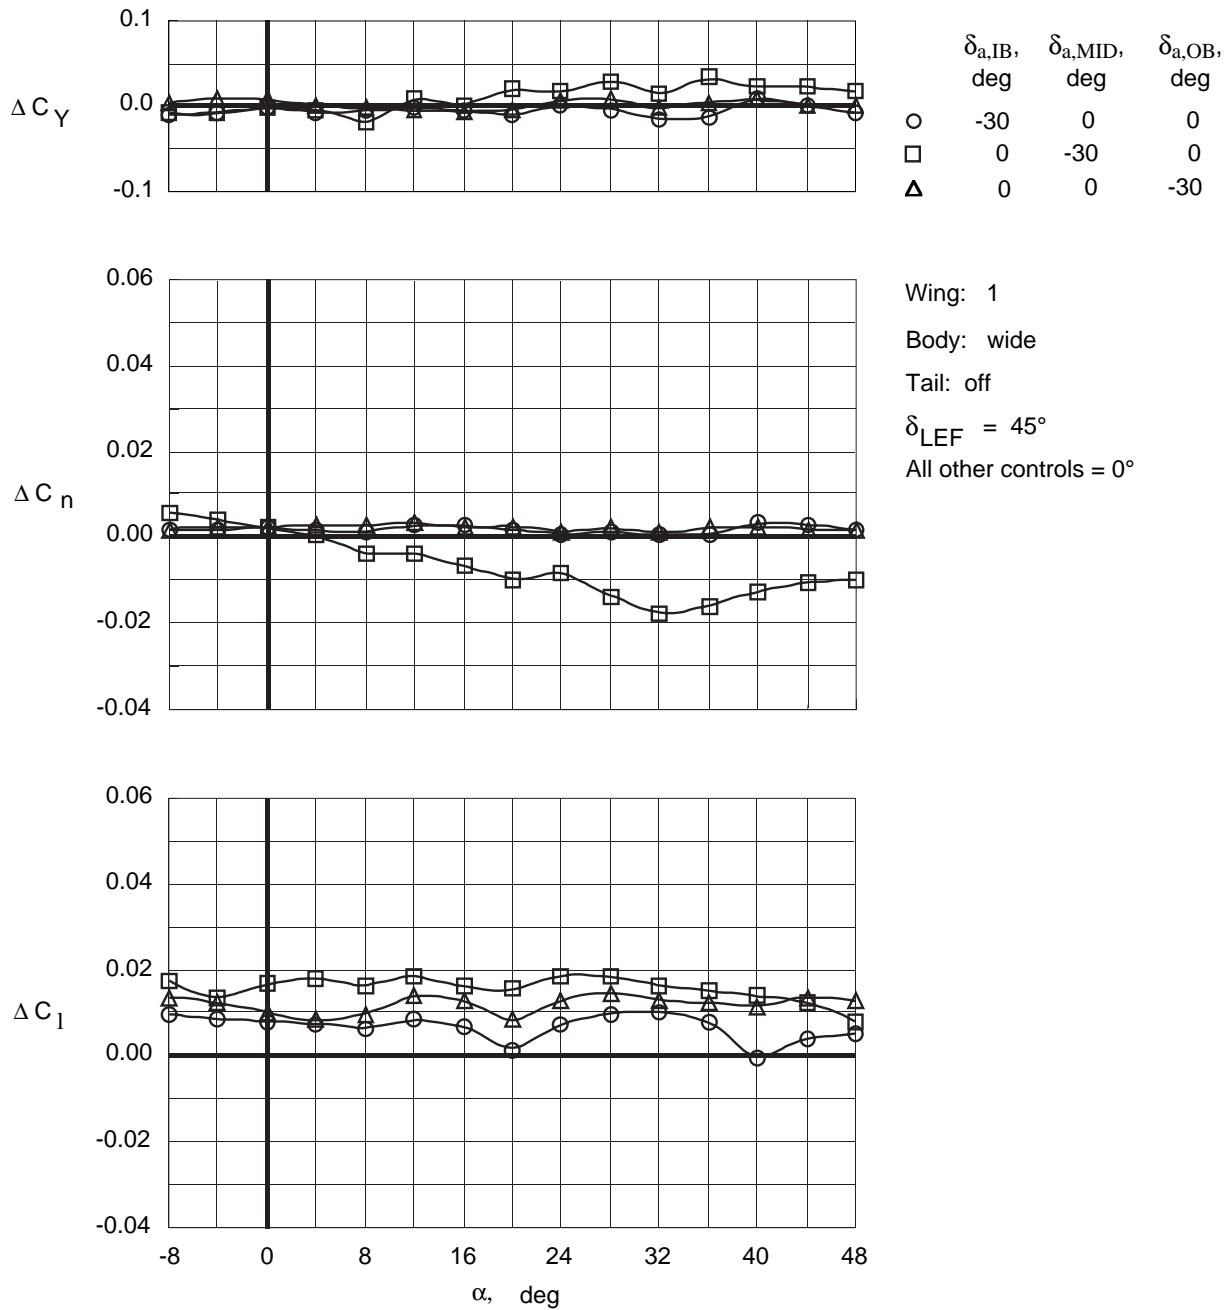 0.1
Δ C Y
0.0
-0.1
δa,IB, δa,MID, δa,OB,
deg deg deg
-30 0 0
0 -30 0
0 0 -30
0.06
0.04
0.02
Δ C n
0.00
-0.02
-0.04
Wing: 1
Body: wide
Tail: off
δLEF = 45°
All other controls = 0°
0.06
0.04
0.02
Δ C l
0.00
-0.02
-0.04
-8 0 8 16 24 32 40 48
α, deg